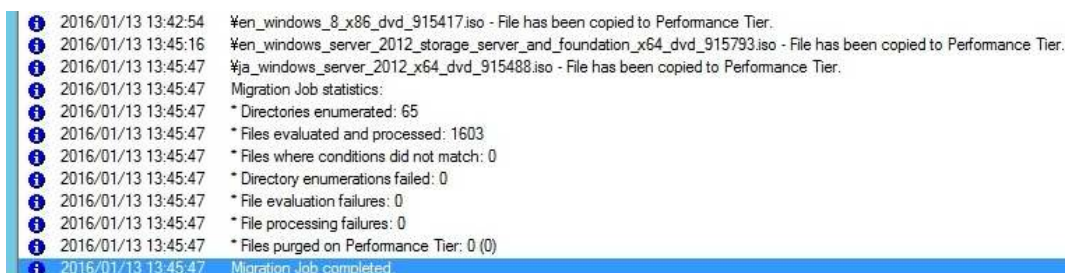 2016/01/13 13:42:54 ¥en_windows_8_x86_dvd_915417.iso - File has been copied to Performance Tier.
2016/01/13 13:45:16 ¥en_windows_server_2012_storage_server_and_foundation_x64_dvd_915793.iso - File has been copied to Performance Tier.
2016/01/13 13:45:47 ¥ja_windows_server_2012_x64_dvd_915488.iso - File has been copied to Performance Tier.
2016/01/13 13:45:47 Migration Job statistics:
2016/01/13 13:45:47 * Directories enumerated: 65
2016/01/13 13:45:47 * Files evaluated and processed: 1603
2016/01/13 13:45:47 * Files where conditions did not match: 0
2016/01/13 13:45:47 * Directory enumerations failed: 0
2016/01/13 13:45:47 * File evaluation failures: 0
2016/01/13 13:45:47 * File processing failures: 0
2016/01/13 13:45:47 * Files purged on Performance Tier: 0 (0)
2016/01/13 13:45:47 Migration Job completed.